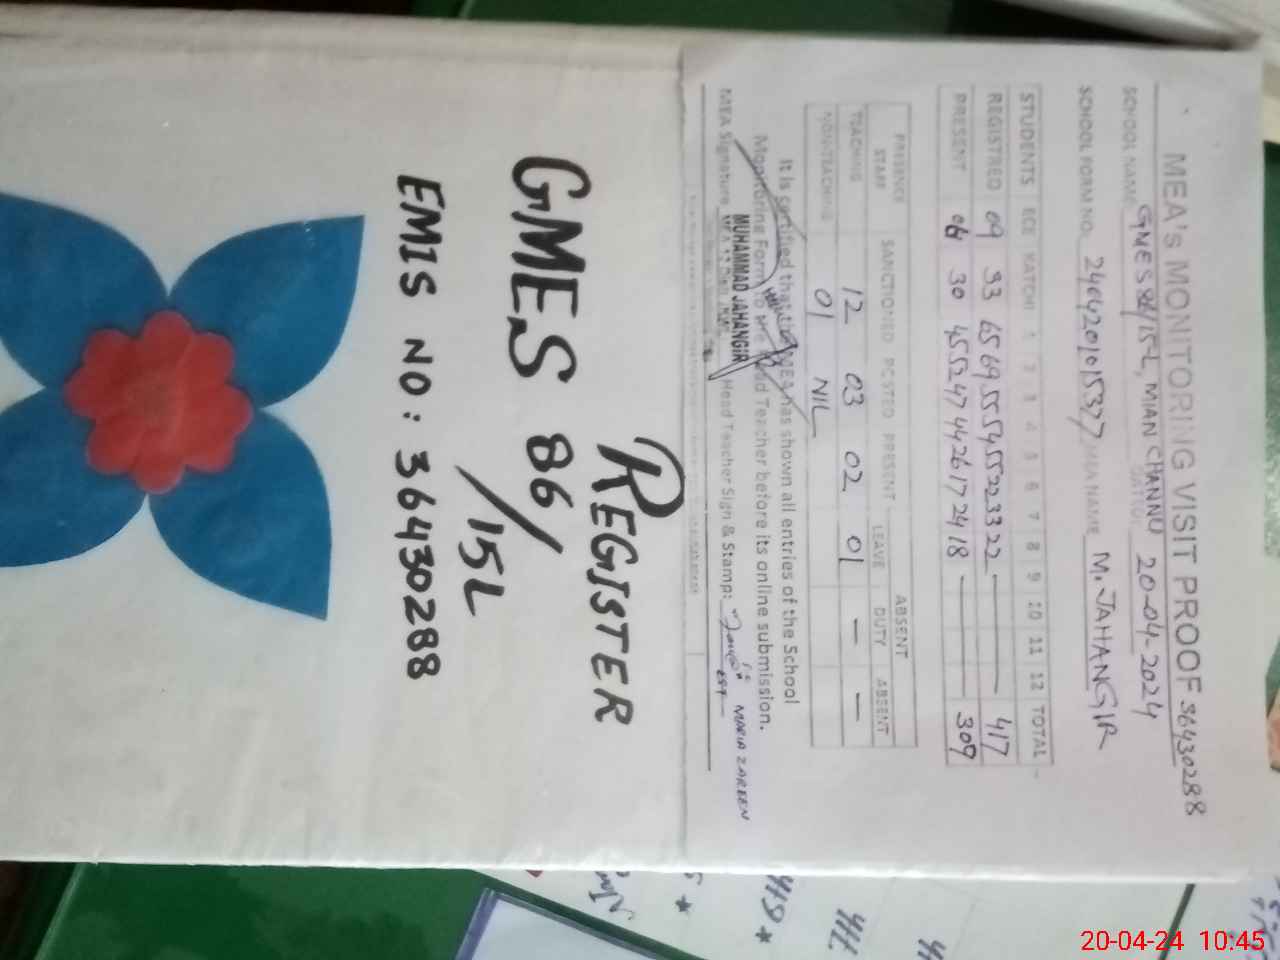 MEA's MONITORING VISIT PROOF 36430288
SCHOOL NAME GMES 86/15-L, MIAN CHANNU DATE: 20-04-2024
SCHOOL FORM NO. MEA NAME M. JAHANGIR
STUDENTS ECE KATCHI 1 2 3 4 5 6 7 8 9 10 11 12 TOTAL
REGISTRED 09 93 65 69 55 54 55 22 33 22 417
PRESENT 06 30 45 52 47 44 26 17 24 18 309
PRESENCE ABSENT
STAFF SANCTIONED POSTED PRESENT LEAVE DUTY ABSENT
TEACHING 12 03 02 01 — —
NON-TEACHING 01 NIL
It is certified that the MEA has shown all entries of the School
Monitoring Form to the Head Teacher before its online submission.
MEA Signature MUHAMMAD JAHANGIR Head Teacher Sign & Stamp: MARIA ZAREEN
EST
REGISTER
GMES 86/15L
EMIS NO: 36430288
20-04-24 10:45